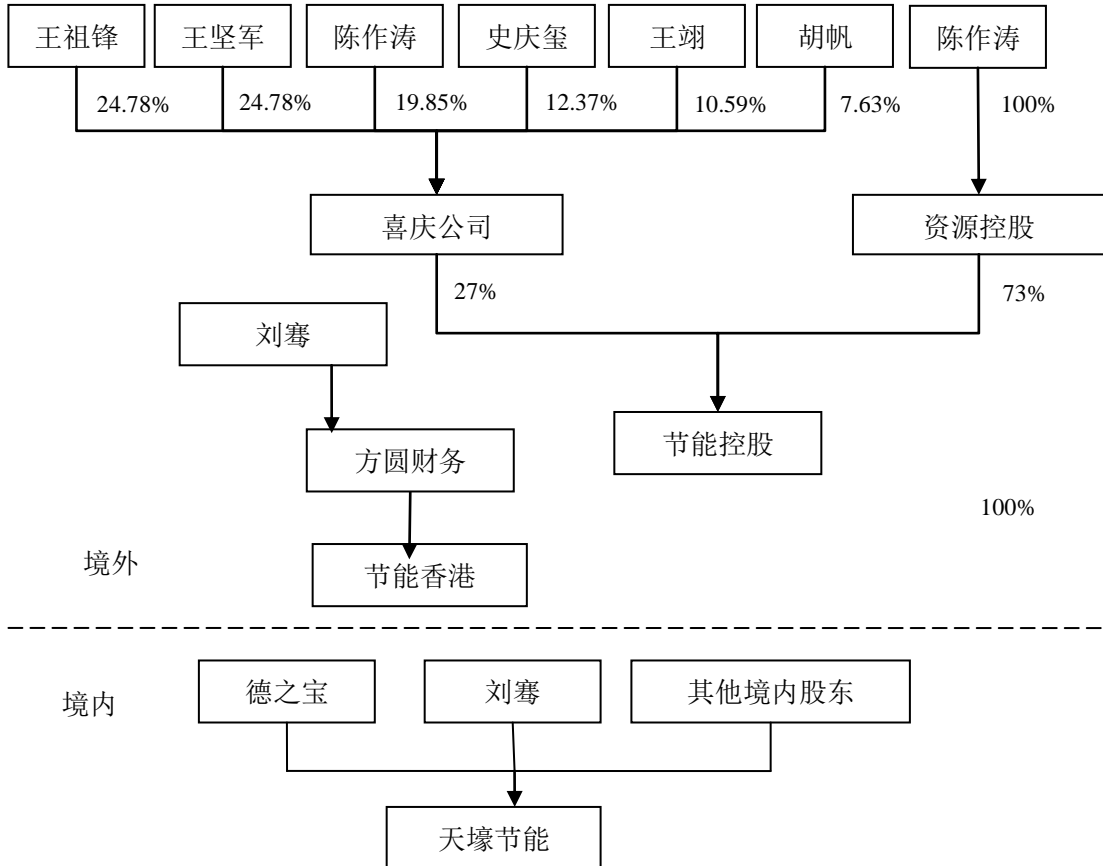 王祖锋 王坚军 陈作涛 史庆玺 王翊 胡帆 陈作涛
24.78% 24.78% 19.85% 12.37% 10.59% 7.63% 100%
喜庆公司 资源控股
27% 73%
刘骞
节能控股
方圆财务
100%
境外
节能香港
境内
德之宝 刘骞 其他境内股东
天壕节能